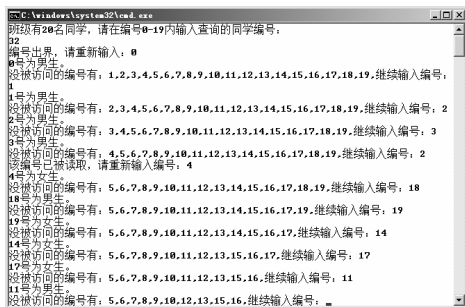 C:\windows\system32\cmd.exe
班级有20名同学，请在编号0-19内输入查询的同学编号：
32
编号出界，请重新输入：0
0号为男生。
没被访问的编号有：1,2,3,4,5,6,7,8,9,10,11,12,13,14,15,16,17,18,19,继续输入编号：
1
1号为男生。
没被访问的编号有：2,3,4,5,6,7,8,9,10,11,12,13,14,15,16,17,18,19,继续输入编号：2
2号为男生。
没被访问的编号有：3,4,5,6,7,8,9,10,11,12,13,14,15,16,17,18,19,继续输入编号：3
3号为男生。
没被访问的编号有：4,5,6,7,8,9,10,11,12,13,14,15,16,17,18,19,继续输入编号：2
该编号已被读取，请重新输入编号：4
4号为女生。
没被访问的编号有：5,6,7,8,9,10,11,12,13,14,15,16,17,18,19,继续输入编号：18
18号为男生。
没被访问的编号有：5,6,7,8,9,10,11,12,13,14,15,16,17,19,继续输入编号：19
19号为女生。
没被访问的编号有：5,6,7,8,9,10,11,12,13,14,15,16,17,继续输入编号：14
14号为女生。
没被访问的编号有：5,6,7,8,9,10,11,12,13,15,16,17,继续输入编号：17
17号为女生。
没被访问的编号有：5,6,7,8,9,10,11,12,13,15,16,继续输入编号：11
11号为男生。
没被访问的编号有：5,6,7,8,9,10,12,13,15,16,继续输入编号：_